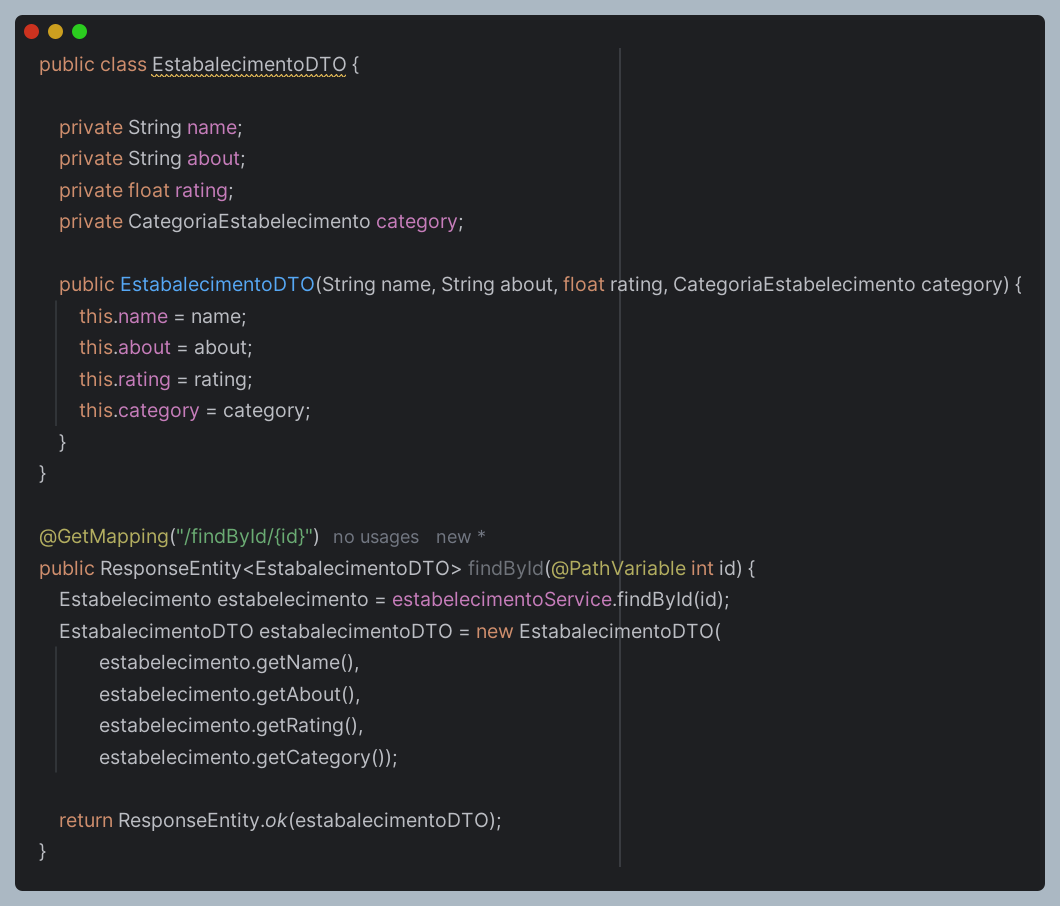 public class EstabalecimentoDTO {
private String name;
private String about;
private float rating;
private CategoriaEstabelecimento category;
public EstabalecimentoDTO(String name, String about, float rating, CategoriaEstabelecimento category) {
this.name = name;
this.about = about;
this.rating = rating;
this.category = category;
}
}
@GetMapping("/findById/{id}") no usages new *
public ResponseEntity<EstabalecimentoDTO> findById(@PathVariable int id) {
Estabelecimento estabelecimento = estabelecimentoService.findById(id);
EstabalecimentoDTO estabalecimentoDTO = new EstabalecimentoDTO(
estabelecimento.getName(),
estabelecimento.getAbout(),
estabelecimento.getRating(),
estabelecimento.getCategory());
return ResponseEntity.ok(estabalecimentoDTO);
}